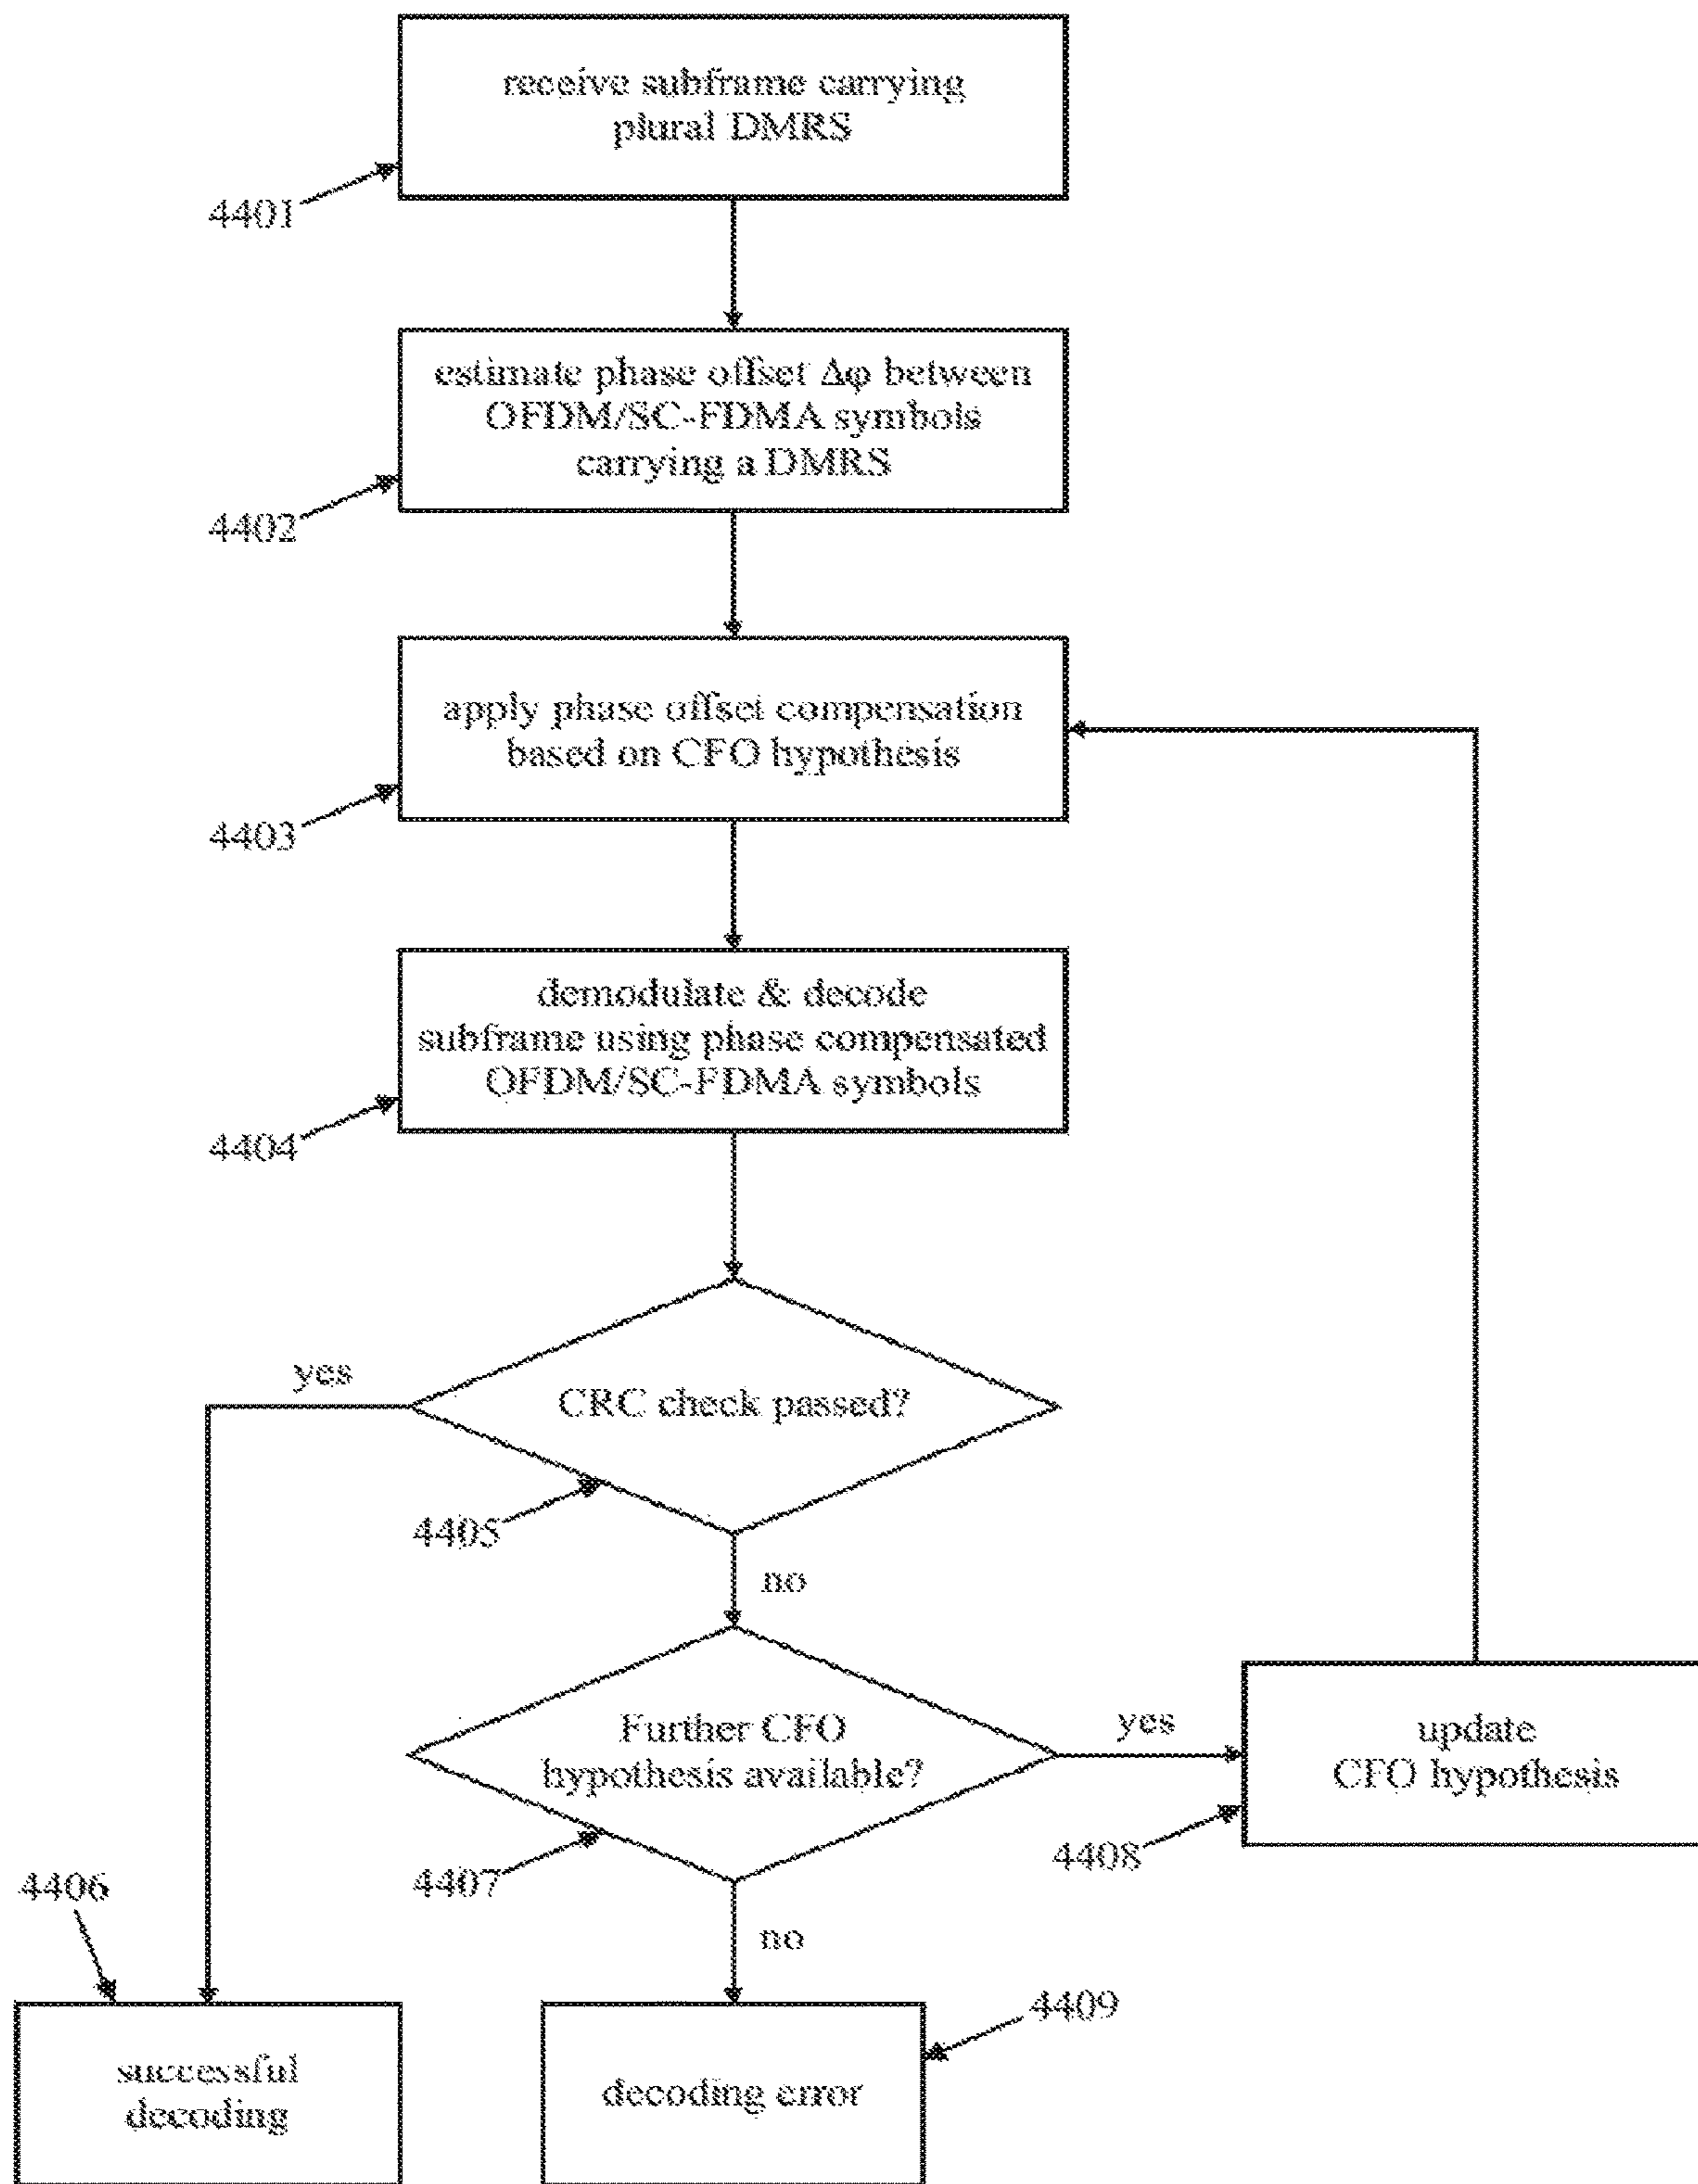 receive subframe carrying
plural DMRS
4401
estimate phase offset Δφ between
OFDM/SC-FDMA symbols
carrying a DMRS
4402
apply phase offset compensation
based on CFO hypothesis
4403
demodulate & decode
subframe using phase compensated
OFDM/SC-FDMA symbols
4404
yes
CRC check passed?
4405
no
Further CFO
hypothesis available?
yes
update
CFO hypothesis
4407
4408
4406
no
4409
successful
decoding
decoding error